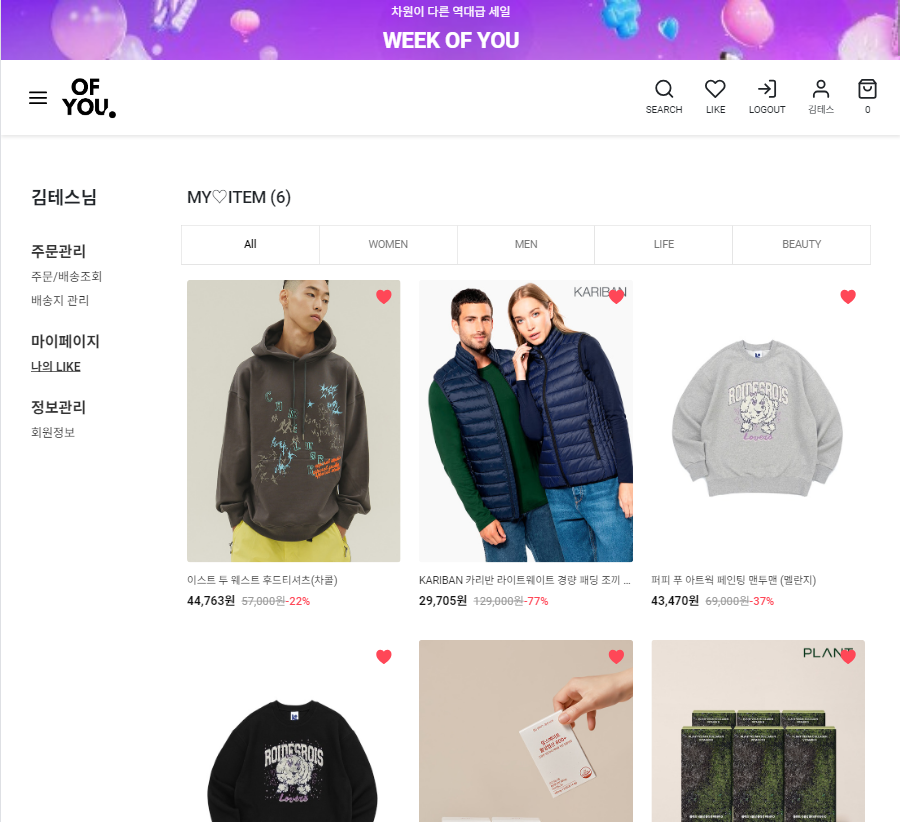 차원이 다른 역대급 세일
WEEK OF YOU
OF
YOU.
SEARCH
LIKE
LOGOUT
김테스
0
김테스님
주문관리
주문/배송조회
배송지 관리
마이페이지
나의 LIKE
정보관리
회원정보
MY♡ITEM (6)
All
WOMEN
MEN
LIFE
BEAUTY
KARIBAN
ROIDESROIS
Lovers
이스트 두 웨스트 후드티셔츠(차콜)
44,763원 57,000원-22%
KARIBAN 카리반 라이트웨이트 경량 패딩 조끼 ...
29,705원 129,000원-77%
퍼피 푸 아트웍 페인팅 맨투맨 (멜란지)
43,470원 69,000원-37%
ROIDESROIS
Lovers
PLANT